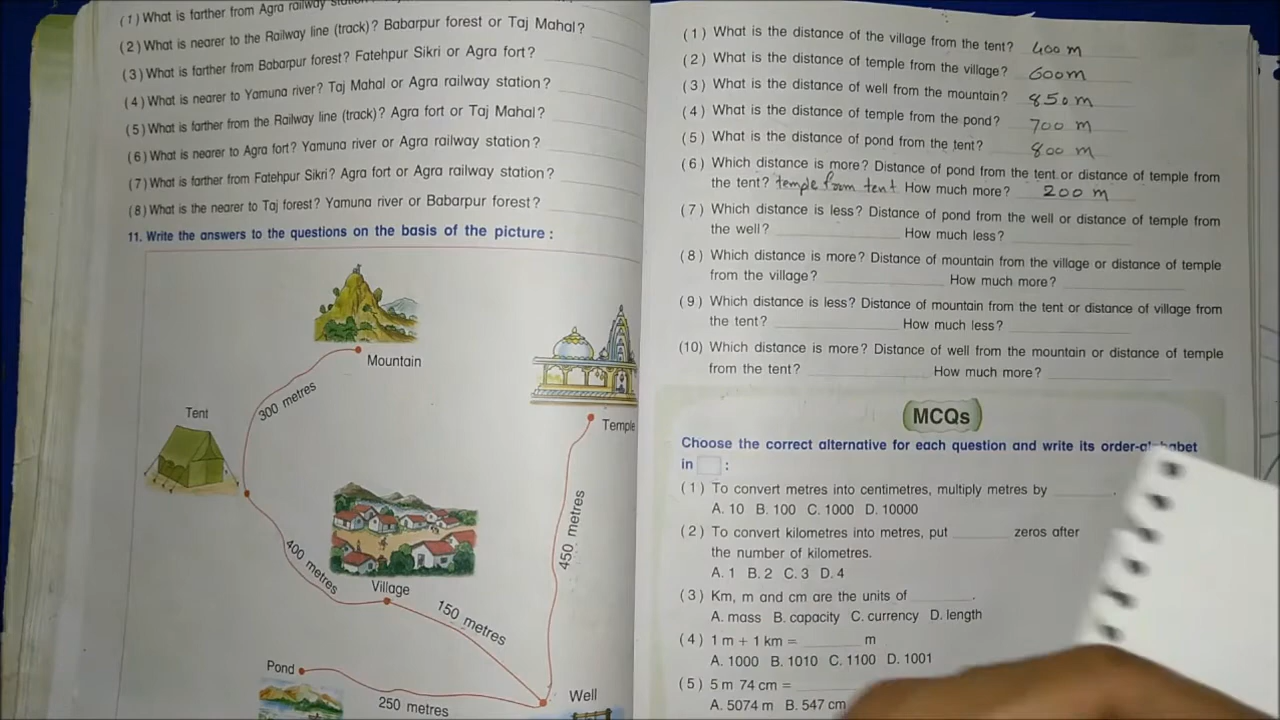 (1) What is farther from Agra railway
(2) What is nearer to the Railway line (track)? Babarpur forest or Taj Mahal?
(3) What is farther from Babarpur forest? Fatehpur Sikri or Agra fort?
(4) What is nearer to Yamuna river? Taj Mahal or Agra railway station?
(5) What is farther from the Railway line (track)? Agra fort or Taj Mahal?
(6) What is nearer to Agra fort? Yamuna river or Agra railway station?
(7) What is farther from Fatehpur Sikri? Agra fort or Agra railway station?
(8) What is the nearer to Taj forest? Yamuna river or Babarpur forest?
11. Write the answers to the questions on the basis of the picture :
Mountain
300 metres
Tent
Temple
450 metres
400 metres
Village
150 metres
Pond
250 metres
Well
(1) What is the distance of the village from the tent? 400 m
(2) What is the distance of temple from the village? 600m
(3) What is the distance of well from the mountain? 850 m
(4) What is the distance of temple from the pond? 700 m
(5) What is the distance of pond from the tent? 800 m
(6) Which distance is more? Distance of pond from the tent or distance of temple from
the tent? temple from tent How much more? 200 m
(7) Which distance is less? Distance of pond from the well or distance of temple from
the well? How much less?
(8) Which distance is more? Distance of mountain from the village or distance of temple
from the village? How much more?
(9) Which distance is less? Distance of mountain from the tent or distance of village from
the tent? How much less?
(10) Which distance is more? Distance of well from the mountain or distance of temple
from the tent? How much more?
MCQs
Choose the correct alternative for each question and write its order-alphabet
in :
(1) To convert metres into centimetres, multiply metres by ______.
A. 10 B. 100 C. 1000 D. 10000
(2) To convert kilometres into metres, put ______ zeros after
the number of kilometres.
A. 1 B. 2 C. 3 D. 4
(3) Km, m and cm are the units of ______.
A. mass B. capacity C. currency D. length
(4) 1 m + 1 km = ______ m
A. 1000 B. 1010 C. 1100 D. 1001
(5) 5 m 74 cm = ______
A. 5074 m B. 547 cm